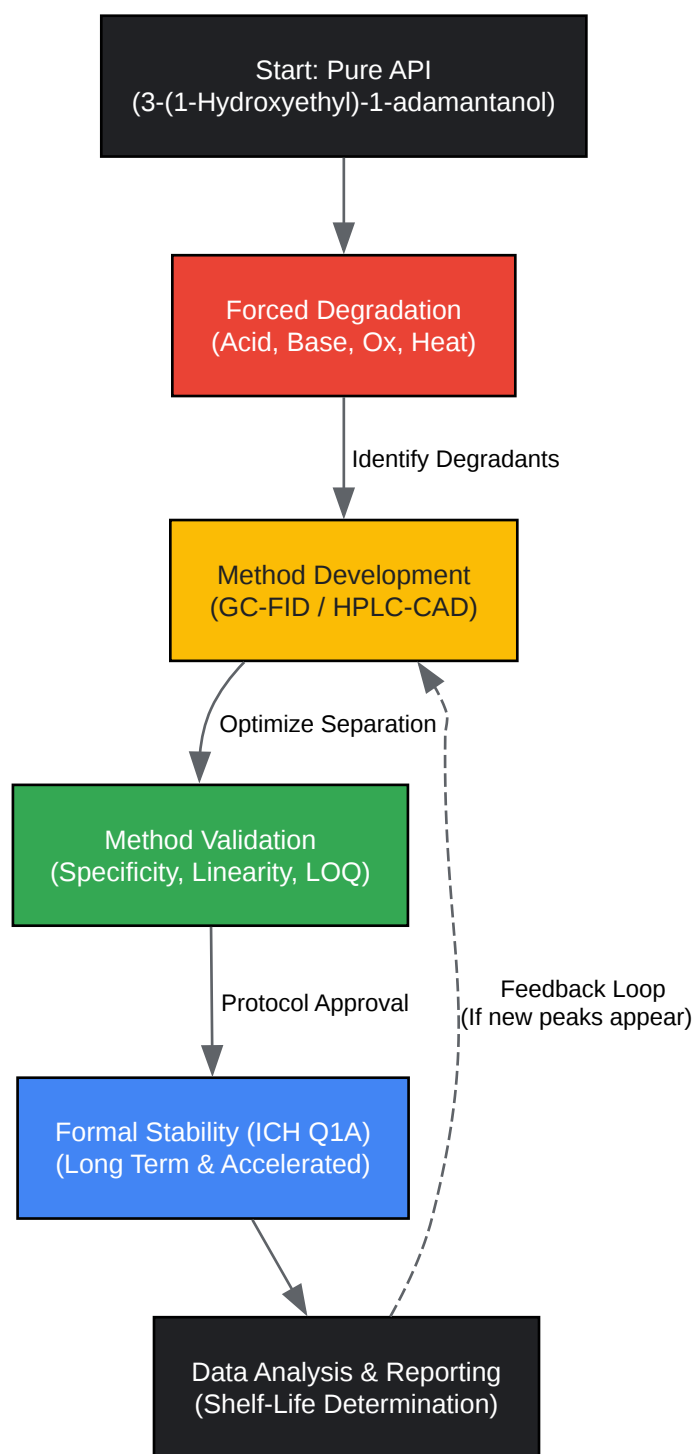 Start: Pure API
(3-(1-Hydroxyethyl)-1-adamantanol)
Forced Degradation
(Acid, Base, Ox, Heat)
Identify Degradants
Method Development
(GC-FID / HPLC-CAD)
Optimize Separation
Method Validation
(Specificity, Linearity, LOQ)
Feedback Loop
(If new peaks appear)
Protocol Approval
Formal Stability (ICH Q1A)
(Long Term & Accelerated)
Data Analysis & Reporting
(Shelf-Life Determination)